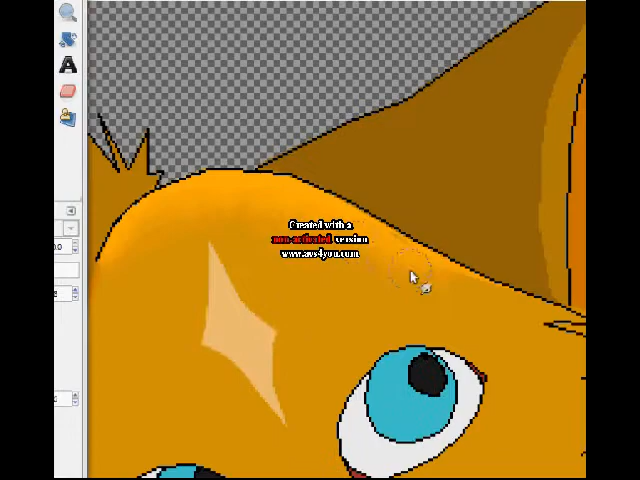 A
Created with a
non-activated version
www.avs4you.com